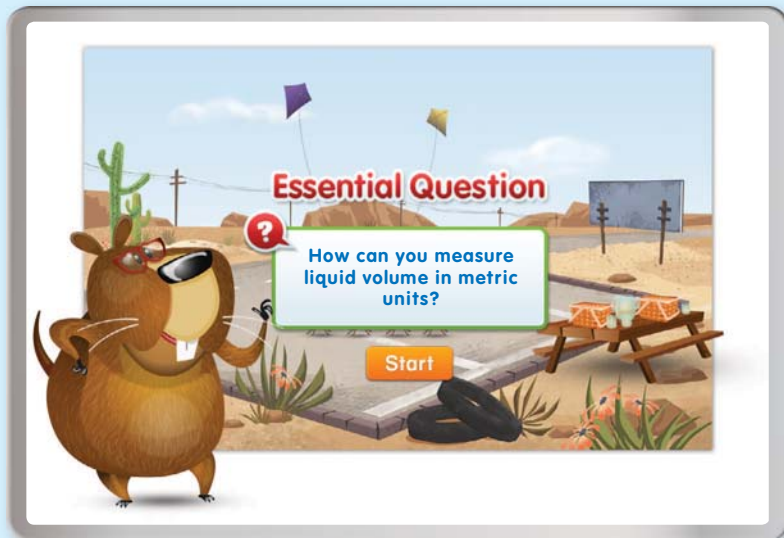 Essential Question
?
How can you measure
liquid volume in metric
units?
Start